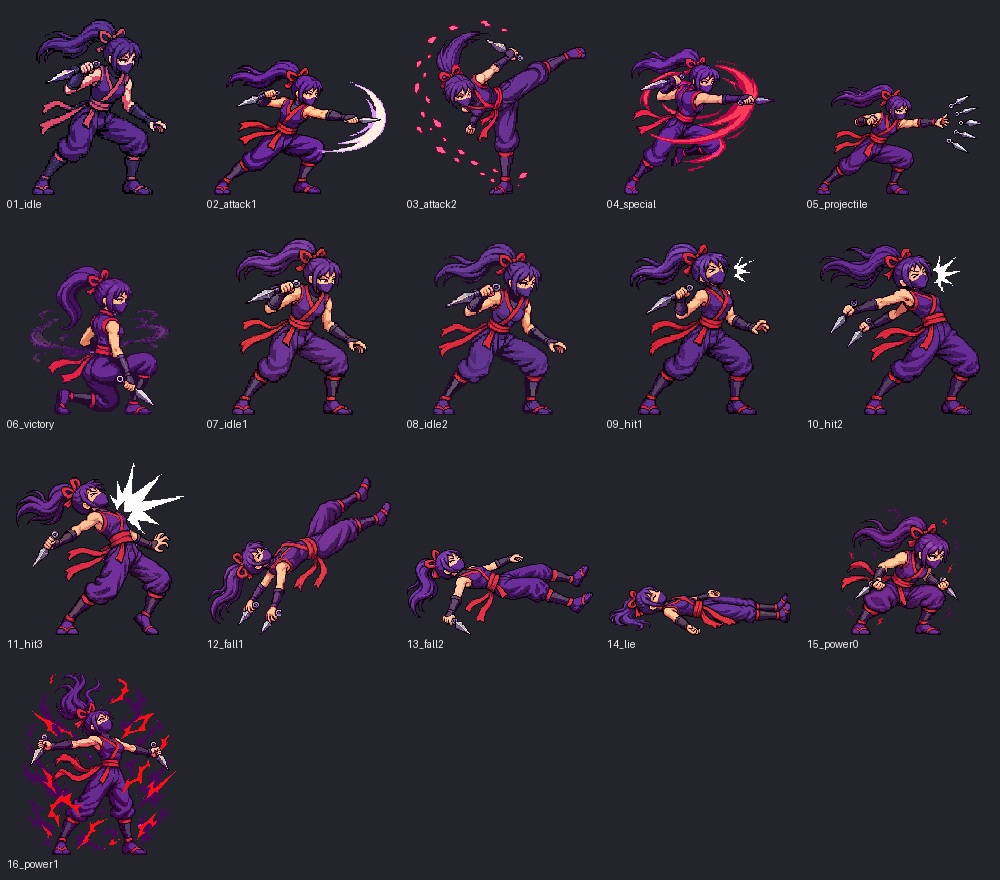 01_idle
02_attack1
03_attack2
04_special
05_projectile
06_victory
07_idle1
08_idle2
09_hit1
10_hit2
11_hit3
12_fall1
13_fall2
14_lie
15_power0
16_power1